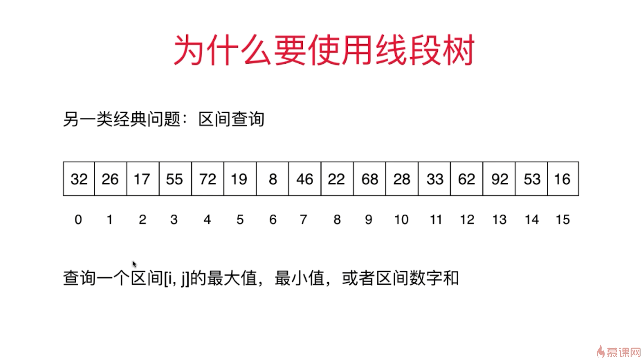 为什么要使用线段树
另一类经典问题：区间查询
32 26 17 55 72 19 8 46 22 68 28 33 62 92 53 16
0 1 2 3 4 5 6 7 8 9 10 11 12 13 14 15
查询一个区间[i, j]的最大值，最小值，或者区间数字和
慕课网